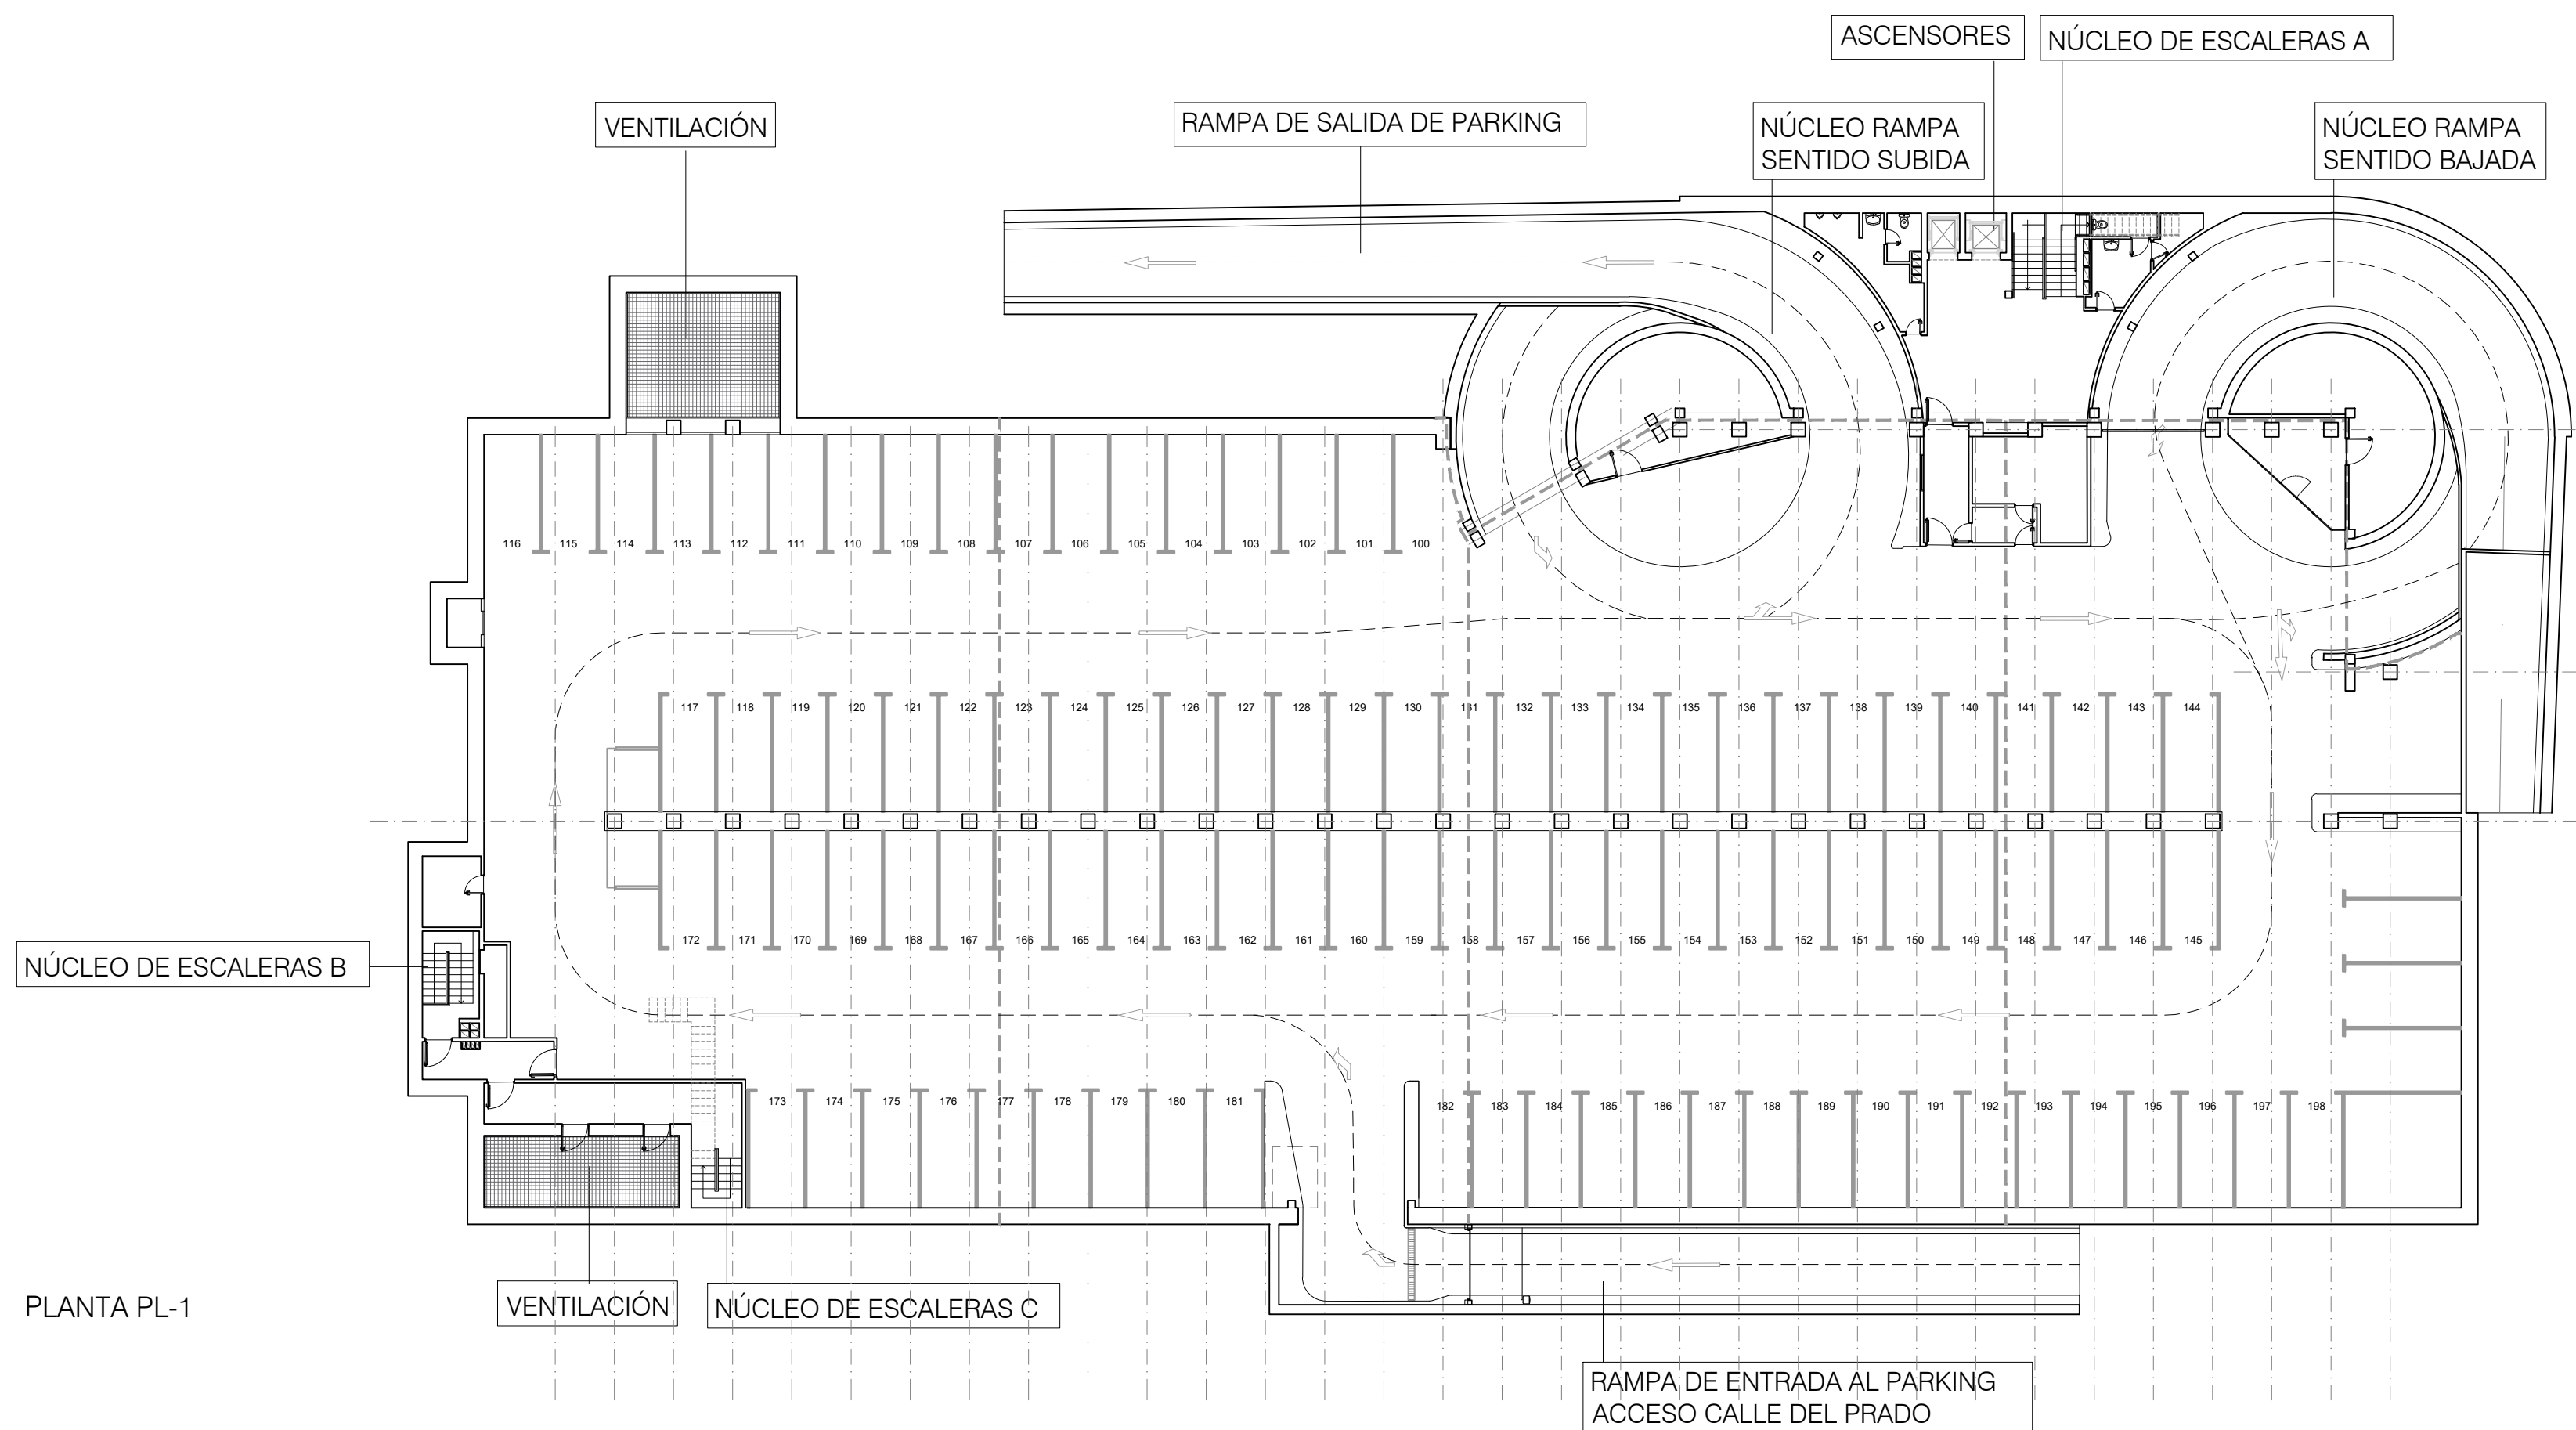 ASCENSORES
NÚCLEO DE ESCALERAS A
VENTILACIÓN
RAMPA DE SALIDA DE PARKING
NÚCLEO RAMPA
SENTIDO SUBIDA
NÚCLEO RAMPA
SENTIDO BAJADA
116 115 114 113 112 111 110 109 108 107 106 105 104 103 102 101 100
117 118 119 120 121 122 123 124 125 126 127 128 129 130 131 132 133 134 135 136 137 138 139 140 141 142 143 144
172 171 170 169 168 167 166 165 164 163 162 161 160 159 158 157 156 155 154 153 152 151 150 149 148 147 146 145
NÚCLEO DE ESCALERAS B
173 174 175 176 177 178 179 180 181 182 183 184 185 186 187 188 189 190 191 192 193 194 195 196 197 198
PLANTA PL-1
VENTILACIÓN
NÚCLEO DE ESCALERAS C
RAMPA DE ENTRADA AL PARKING
ACCESO CALLE DEL PRADO